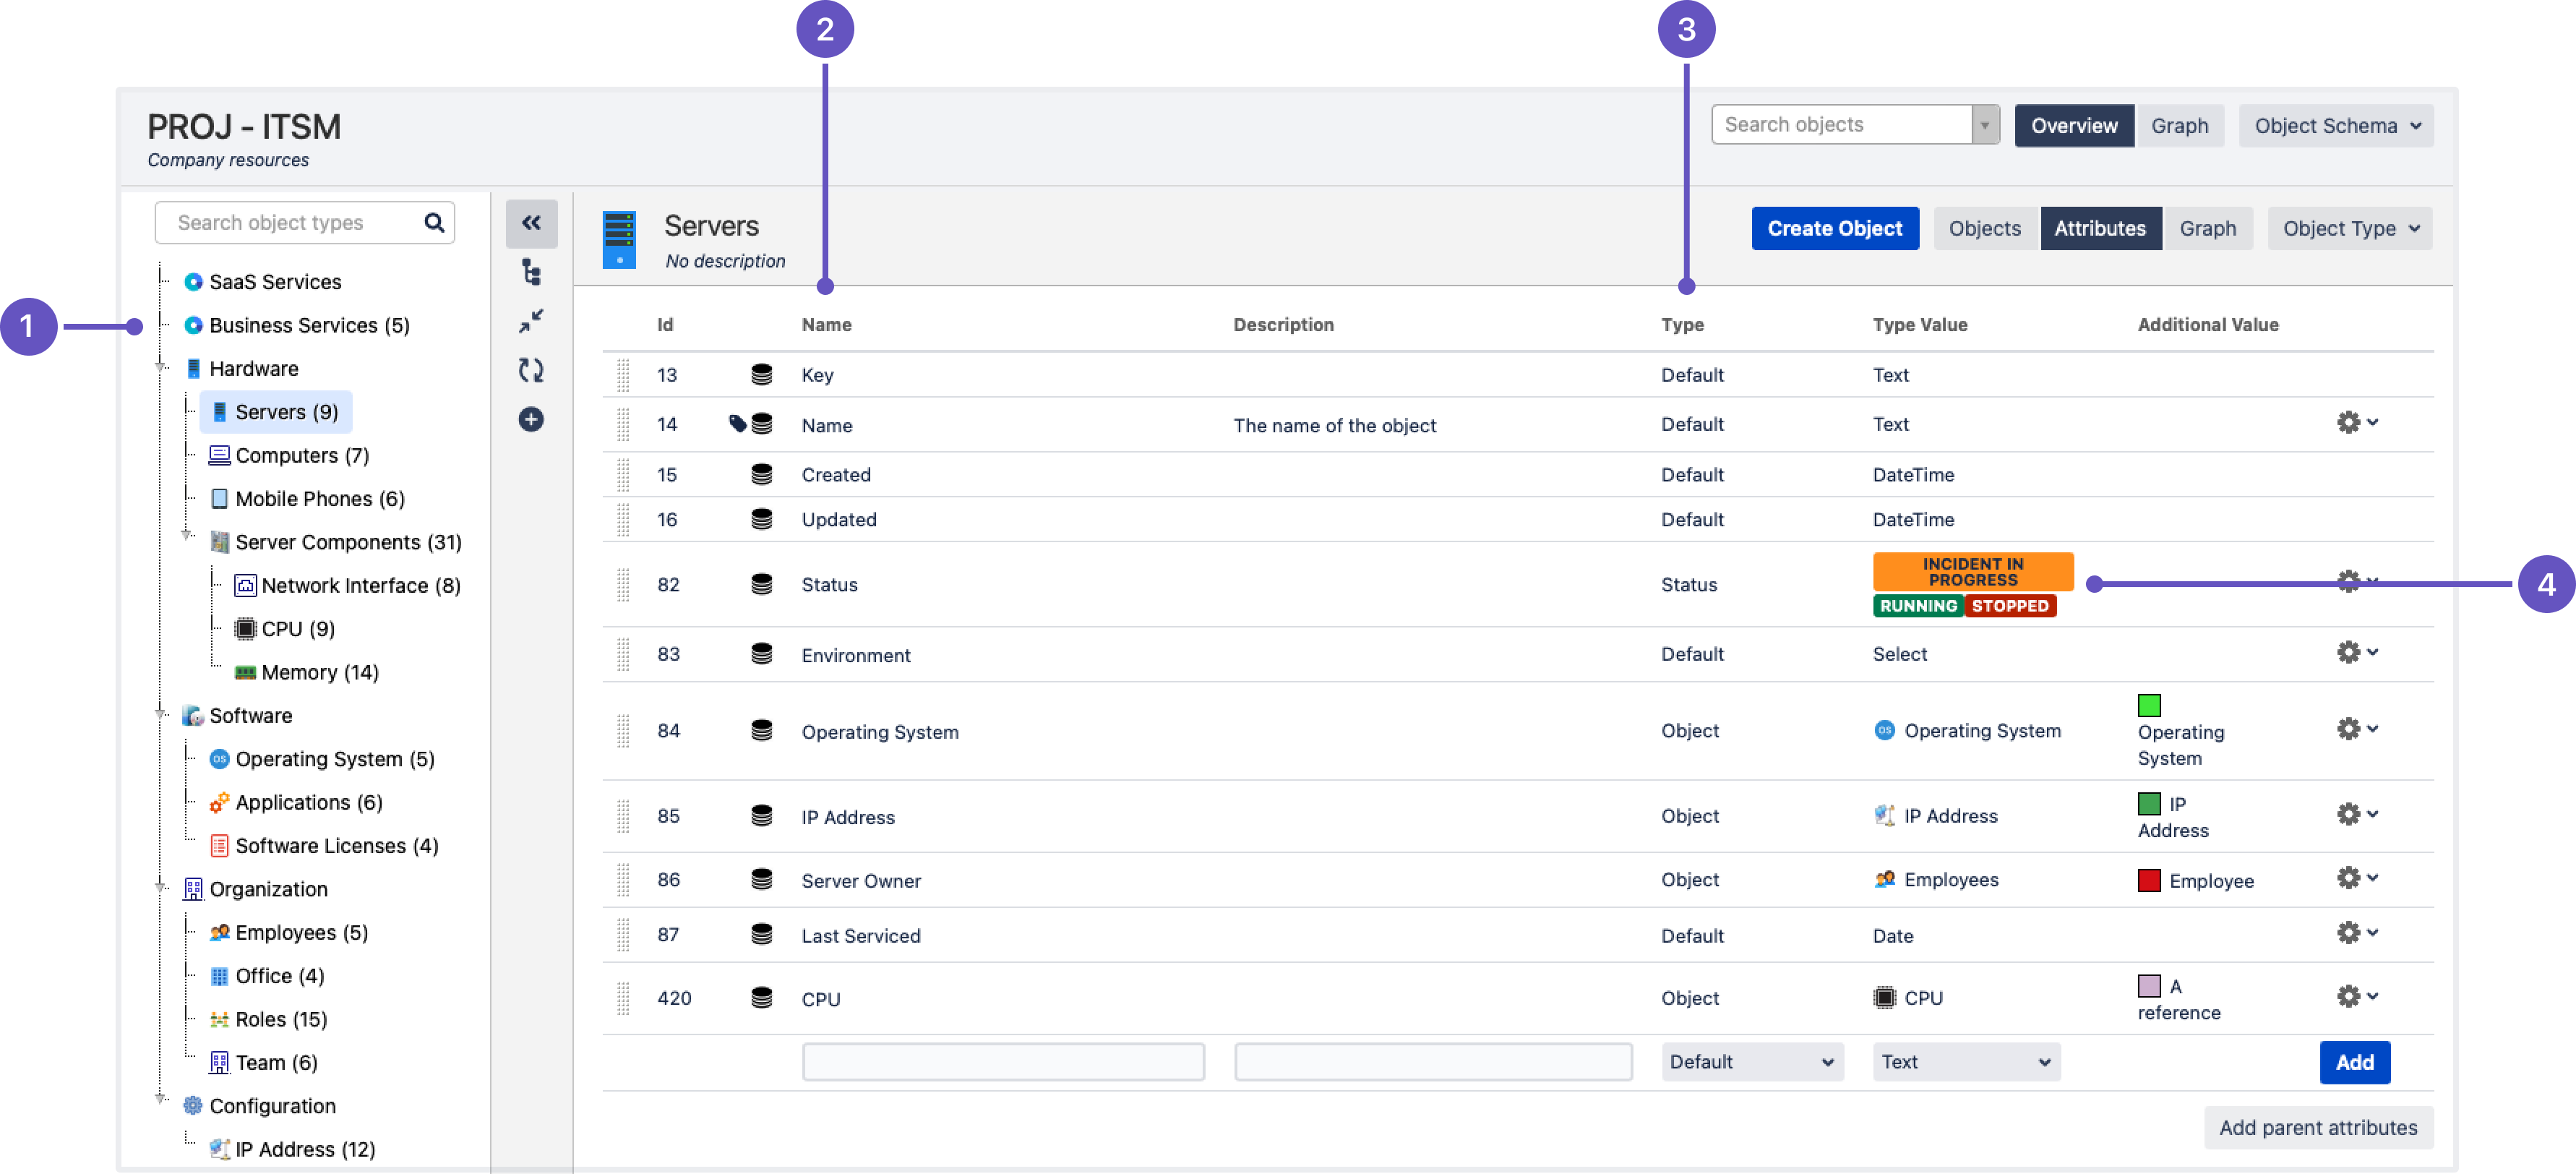 2
3
PROJ - ITSM
Company resources
Search objects
Overview
Graph
Object Schema
Search object types
SaaS Services
1
Business Services (5)
Hardware
Servers (9)
Computers (7)
Mobile Phones (6)
Server Components (31)
Network Interface (8)
CPU (9)
Memory (14)
Software
OS Operating System (5)
Applications (6)
Software Licenses (4)
Organization
Employees (5)
Office (4)
Roles (15)
Team (6)
Configuration
IP Address (12)
Servers
No description
Create Object
Objects
Attributes
Graph
Object Type
Id Name Description Type Type Value Additional Value
13 Key Default Text
14 Name The name of the object Default Text
15 Created Default DateTime
16 Updated Default DateTime
82 Status Status
INCIDENT IN
PROGRESS
RUNNING STOPPED
4
83 Environment Default Select
84 Operating System Object OS Operating System
Operating
System
85 IP Address Object IP Address
IP
Address
86 Server Owner Object Employees Employee
87 Last Serviced Default Date
420 CPU Object CPU
A
reference
Default Text Add
Add parent attributes